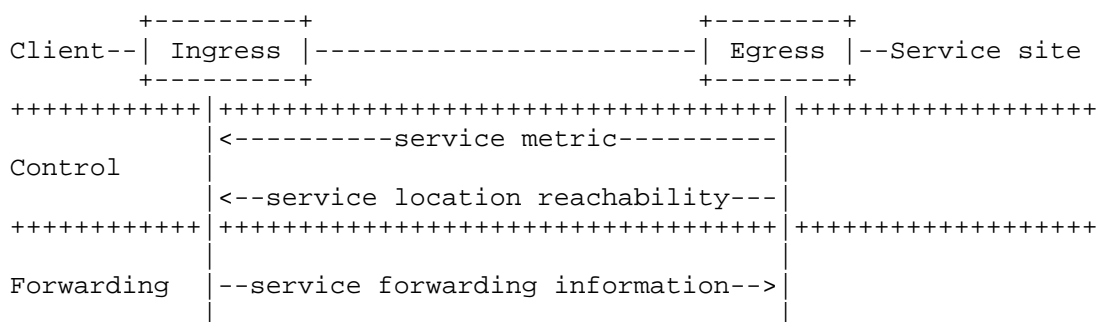 +---------+                         +--------+
Client--| Ingress |------------------------| Egress |--Service site
        +---------+                         +--------+
++++++++++++|+++++++++++++++++++++++++++++++++++|+++++++++++++++++++
            |<----------service metric----------|
Control     |                                   |
            |<--service location reachability---|
++++++++++++|+++++++++++++++++++++++++++++++++++|+++++++++++++++++++
            |                                   |
Forwarding  |--service forwarding information-->|
            |                                   |